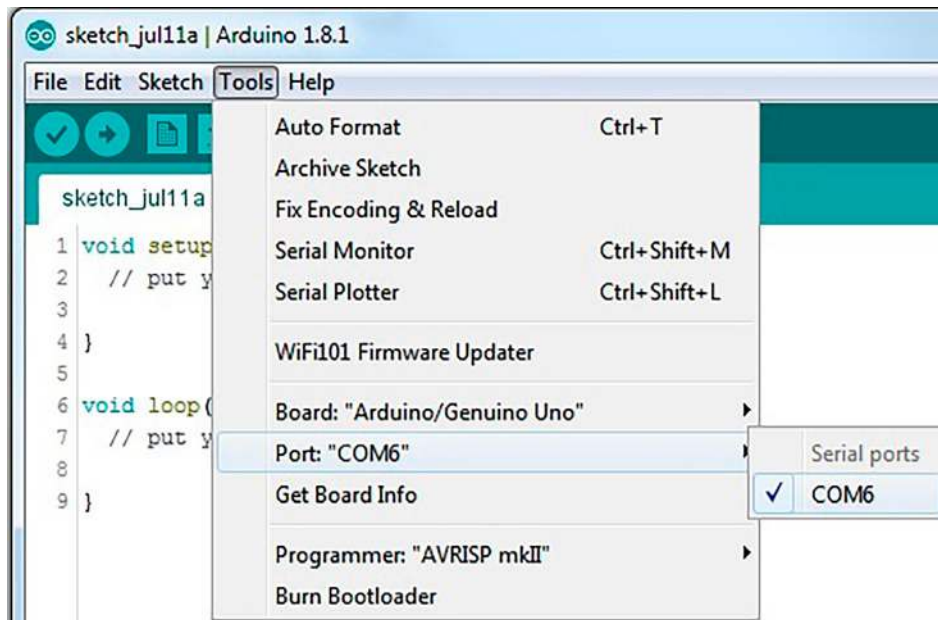 sketch_jul11a | Arduino 1.8.1
File Edit Sketch Tools Help
Auto Format Ctrl+T
Archive Sketch
sketch_jul11a
Fix Encoding & Reload
1 void setup
Serial Monitor Ctrl+Shift+M
2 // put y
Serial Plotter Ctrl+Shift+L
3
4 }
WiFi101 Firmware Updater
5
6 void loop(
Board: "Arduino/Genuino Uno"
7 // put y
Port: "COM6"
Serial ports
8
9 }
Get Board Info
COM6
Programmer: "AVRISP mkII"
Burn Bootloader